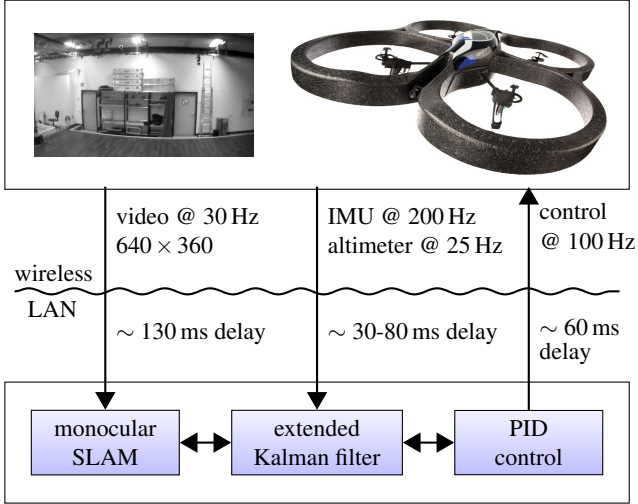 video @ 30 Hz
640 × 360
IMU @ 200 Hz
altimeter @ 25 Hz
control
@ 100 Hz
wireless
LAN
∼ 130 ms delay
∼ 30-80 ms delay
∼ 60 ms
delay
monocular
SLAM
extended
Kalman filter
PID
control